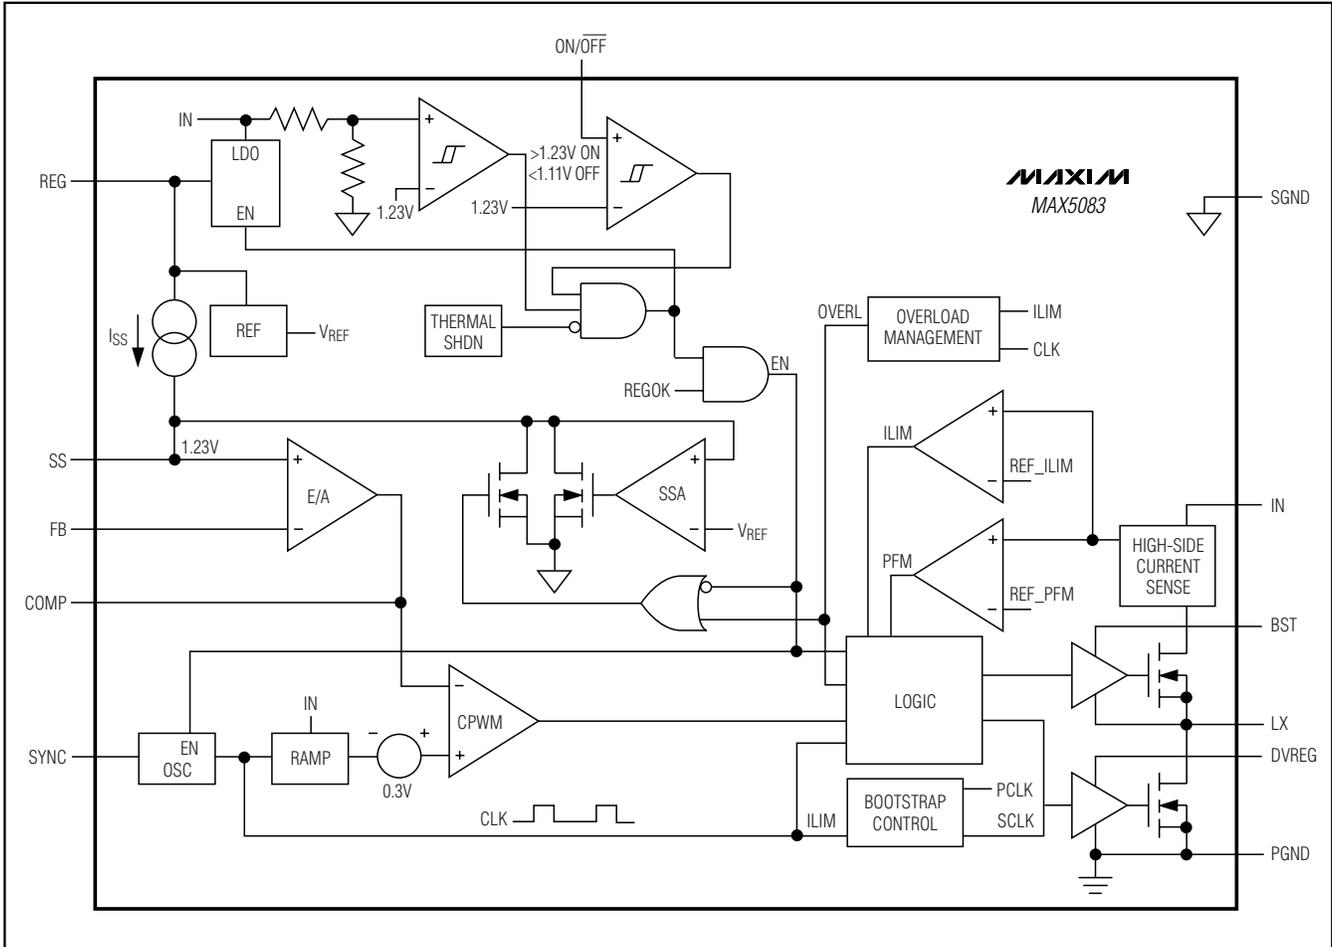 ON/OFF
IN
LDO
EN
+
−
1.23V
>1.23V ON
<1.11V OFF
1.23V
+
−
MAXIM
MAX5083
REG
SGND
ISS
REF
VREF
THERMAL
SHDN
OVERL
OVERLOAD
MANAGEMENT
ILIM
CLK
REGOK
EN
SS
1.23V
+
E/A
−
FB
+
SSA
−
VREF
ILIM
+
REF_ILIM
−
PFM
+
REF_PFM
−
HIGH-SIDE
CURRENT
SENSE
IN
COMP
BST
LOGIC
LX
SYNC
EN
OSC
IN
RAMP
− +
0.3V
−
CPWM
+
DVREG
CLK
ILIM
BOOTSTRAP
CONTROL
PCLK
SCLK
PGND